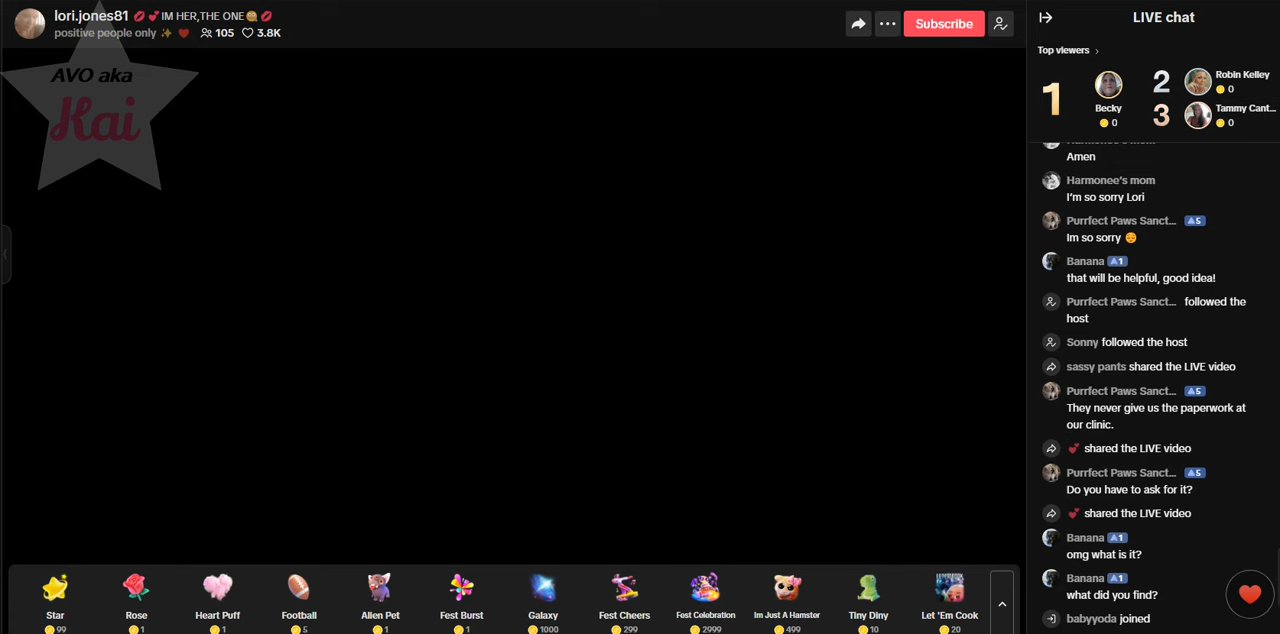 lori.jones81 💋💕IM HER,THE ONE🍪💋
positive people only ✨ ❤️ 105 3.8K
Subscribe
AVO aka
Kai
LIVE chat
Top viewers
1 Becky 0
2 Robin Kelley 0
3 Tammy Cant... 0
Amen
Harmonee's mom
I'm so sorry Lori
Purrfect Paws Sanct... 5
Im so sorry ☺️
Banana 1
that will be helpful, good idea!
Purrfect Paws Sanct... followed the
host
Sonny followed the host
sassy pants shared the LIVE video
Purrfect Paws Sanct... 5
They never give us the paperwork at
our clinic.
💕 shared the LIVE video
Purrfect Paws Sanct... 5
Do you have to ask for it?
💕 shared the LIVE video
Banana 1
omg what is it?
Banana 1
what did you find?
babyyoda joined
Star Rose Heart Puff Football Alien Pet Fest Burst Galaxy Fest Cheers Fest Celebration Im Just A Hamstor Tiny Diny Let 'Em Cook
99 1 1 5 1 1 1000 299 2999 499 10 20